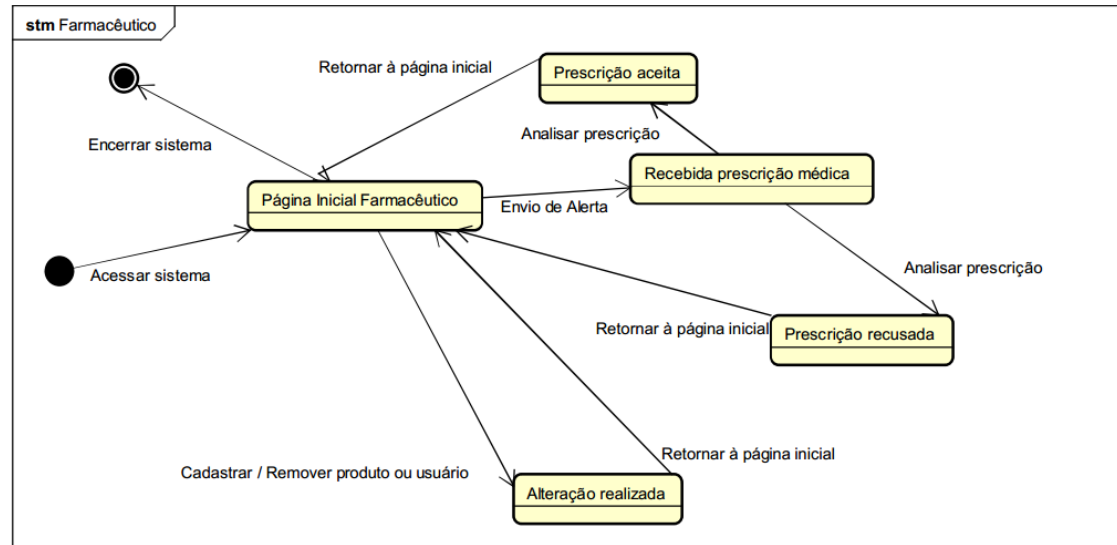 stm Farmacêutico
Retornar à página inicial
Prescrição aceita
Encerrar sistema
Analisar prescrição
Recebida prescrição médica
Página Inicial Farmacêutico
Envio de Alerta
Acessar sistema
Analisar prescrição
Retornar à página inicial
Prescrição recusada
Retornar à página inicial
Cadastrar / Remover produto ou usuário
Alteração realizada